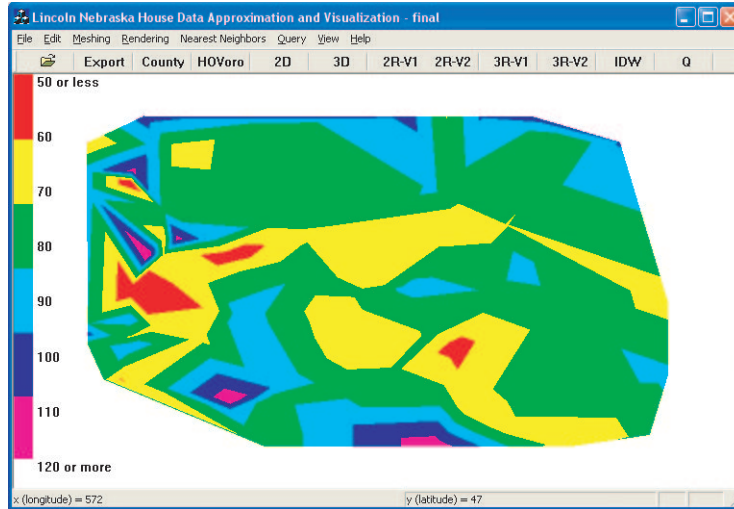 Lincoln Nebraska House Data Approximation and Visualization - final
File Edit Meshing Rendering Nearest Neighbors Query View Help
Export County HOVoro 2D 3D 2R-V1 2R-V2 3R-V1 3R-V2 IDW Q
50 or less
60
70
80
90
100
110
120 or more
x (longitude) = 572 y (latitude) = 47